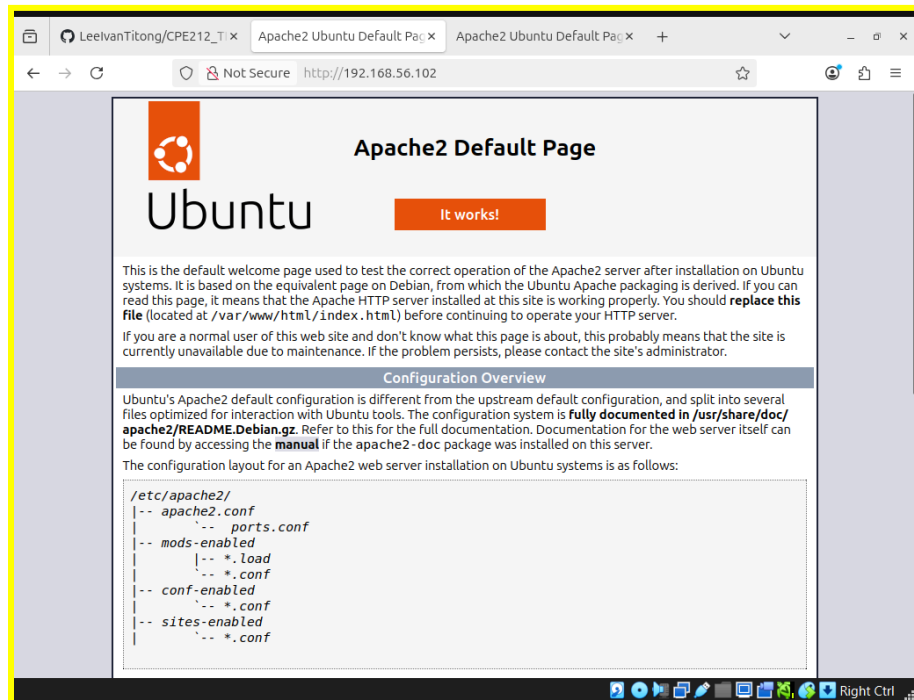 LeeIvanTitong/CPE212_T
Apache2 Ubuntu Default Pag
Apache2 Ubuntu Default Pag
Not Secure http://192.168.56.102
Ubuntu
Apache2 Default Page
It works!
This is the default welcome page used to test the correct operation of the Apache2 server after installation on Ubuntu
systems. It is based on the equivalent page on Debian, from which the Ubuntu Apache packaging is derived. If you can
read this page, it means that the Apache HTTP server installed at this site is working properly. You should replace this
file (located at /var/www/html/index.html) before continuing to operate your HTTP server.
If you are a normal user of this web site and don't know what this page is about, this probably means that the site is
currently unavailable due to maintenance. If the problem persists, please contact the site's administrator.
Configuration Overview
Ubuntu's Apache2 default configuration is different from the upstream default configuration, and split into several
files optimized for interaction with Ubuntu tools. The configuration system is fully documented in /usr/share/doc/
apache2/README.Debian.gz. Refer to this for the full documentation. Documentation for the web server itself can
be found by accessing the manual if the apache2-doc package was installed on this server.
The configuration layout for an Apache2 web server installation on Ubuntu systems is as follows:
/etc/apache2/
|-- apache2.conf
|       `--  ports.conf
|-- mods-enabled
|       |-- *.load
|       `-- *.conf
|-- conf-enabled
|       `-- *.conf
|-- sites-enabled
|       `-- *.conf
Right Ctrl